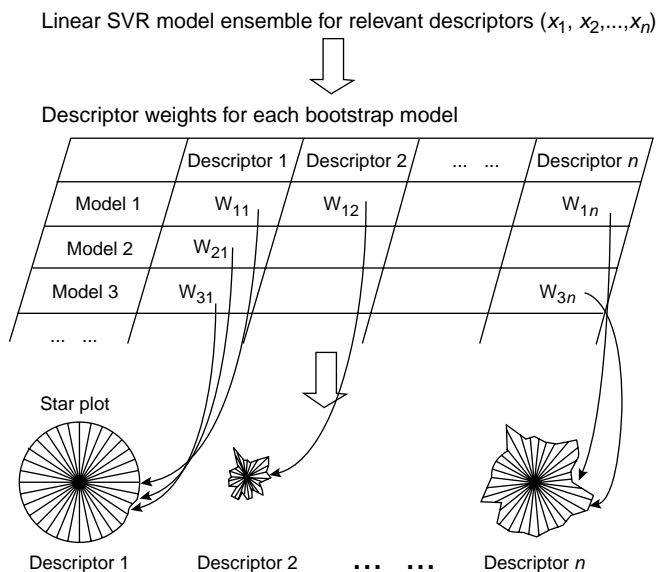 Linear SVR model ensemble for relevant descriptors (x₁, x₂,...,xₙ)
Descriptor weights for each bootstrap model
Descriptor 1 Descriptor 2 ... ... Descriptor n
Model 1 W₁₁ W₁₂ W₁ₙ
Model 2 W₂₁
Model 3 W₃₁ W₃ₙ
... ...
Star plot
Descriptor 1 Descriptor 2 ... ... Descriptor n